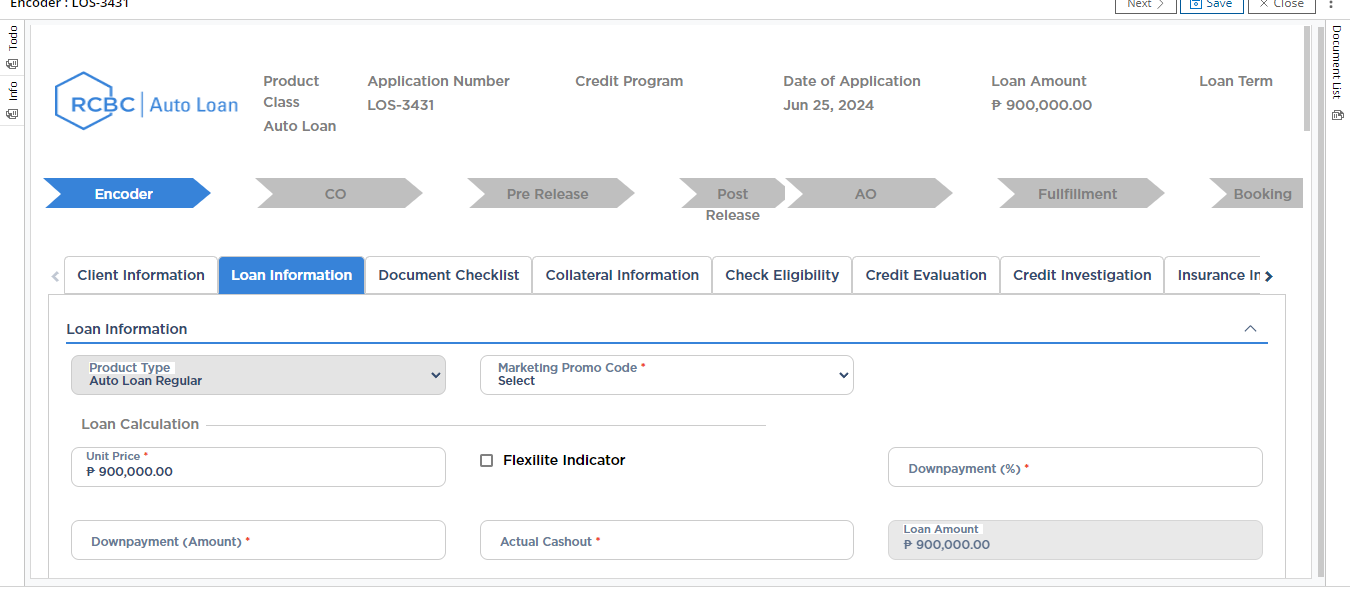 Encoder : LOS-3431
Next
Save
Close
Todo
Info
Document List
RCBC Auto Loan
Product Class
Auto Loan
Application Number
LOS-3431
Credit Program
Date of Application
Jun 25, 2024
Loan Amount
₱ 900,000.00
Loan Term
Encoder
CO
Pre Release
Post Release
AO
Fullfillment
Booking
Client Information
Loan Information
Document Checklist
Collateral Information
Check Eligibility
Credit Evaluation
Credit Investigation
Insurance In
Loan Information
Product Type
Auto Loan Regular
Marketing Promo Code *
Select
Loan Calculation
Unit Price *
₱ 900,000.00
Flexilite Indicator
Downpayment (%) *
Downpayment (Amount) *
Actual Cashout *
Loan Amount
₱ 900,000.00